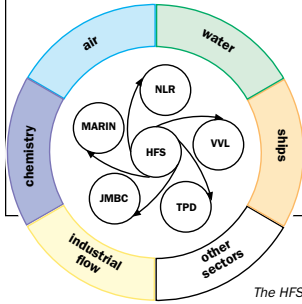 air
water
NLR
MARIN
HFS
VVL
chemistry
ships
JMBC
TPD
industrial
flow
other
sectors
The HFS